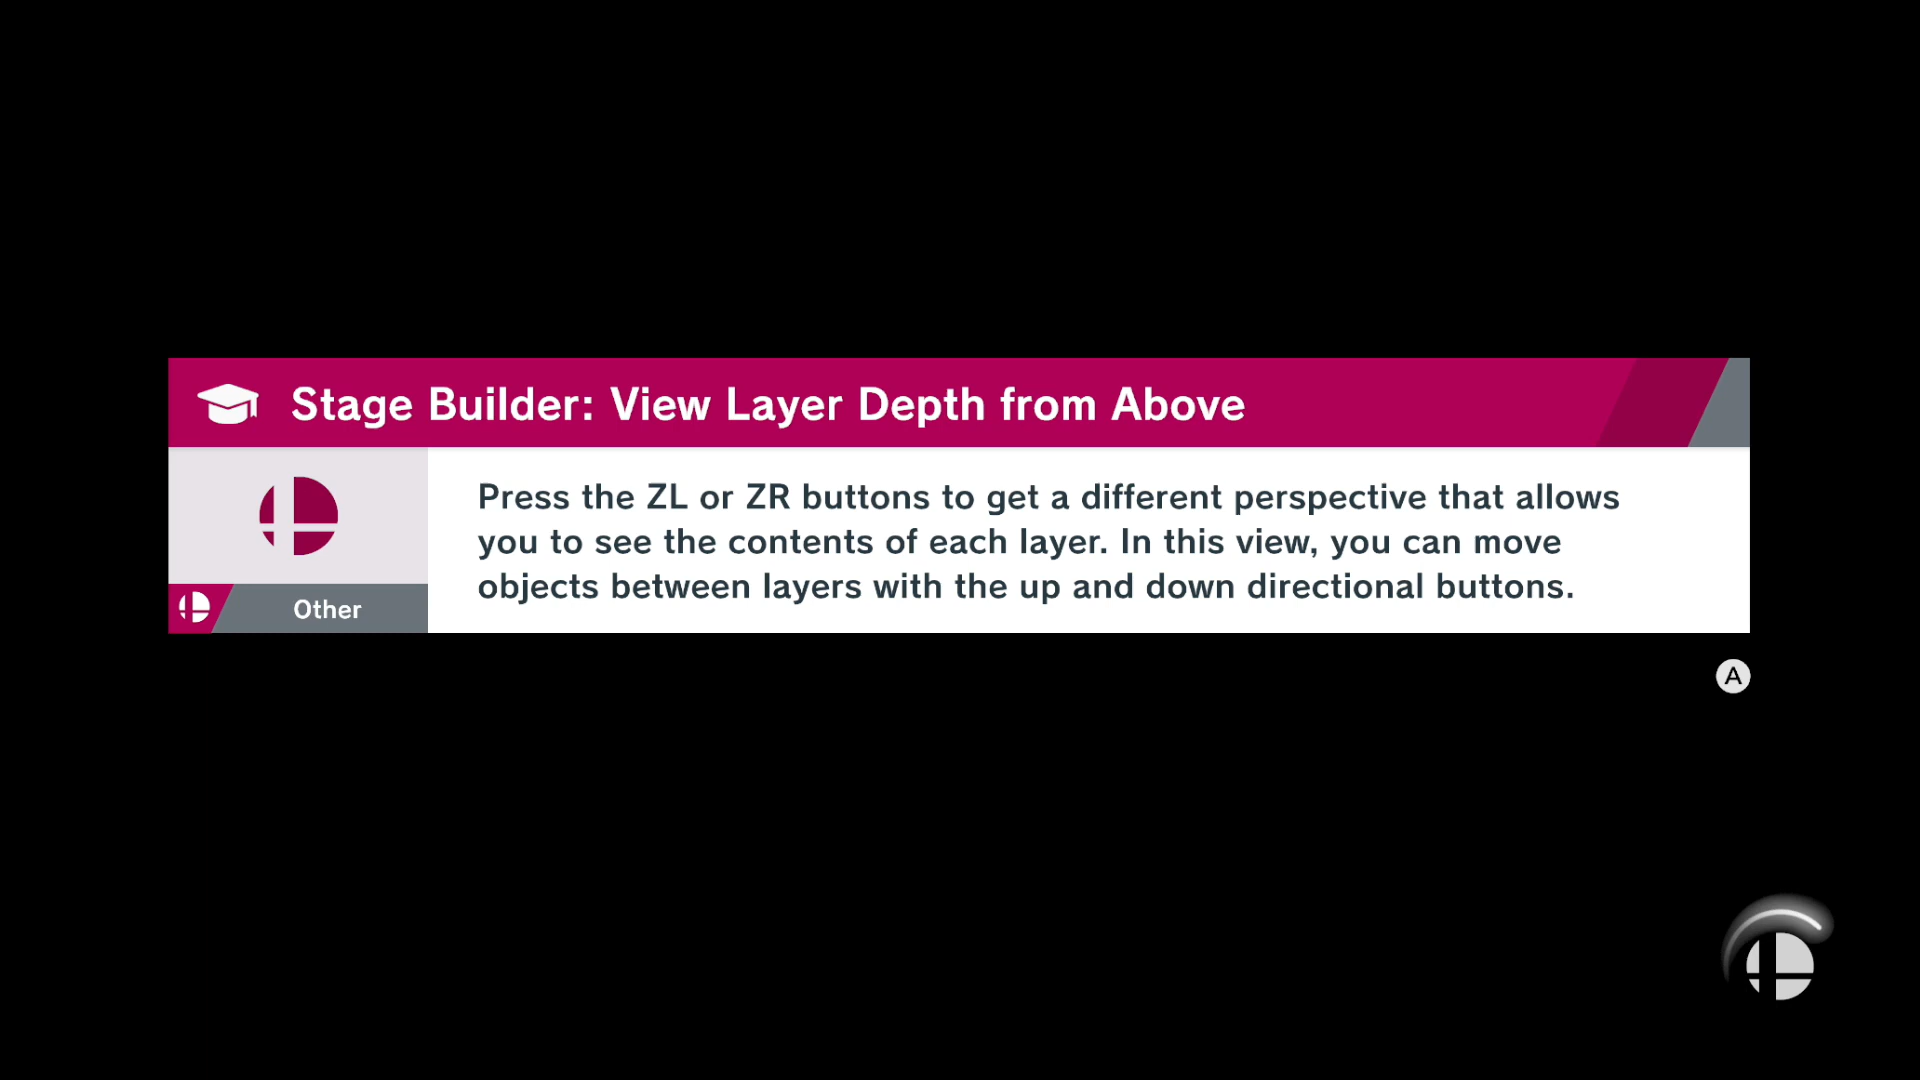 Stage Builder: View Layer Depth from Above
Press the ZL or ZR buttons to get a different perspective that allows
you to see the contents of each layer. In this view, you can move
objects between layers with the up and down directional buttons.
Other
A